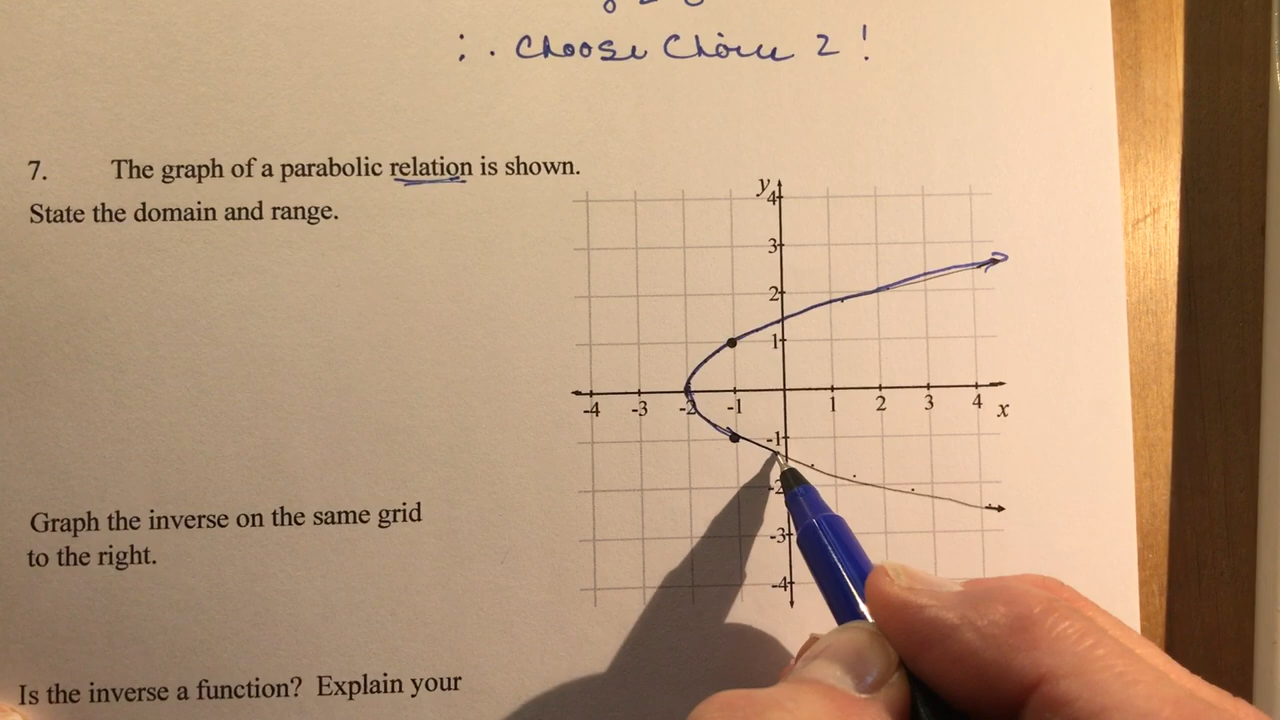 ∴ Choose Choice 2 !
7. The graph of a parabolic relation is shown.
State the domain and range.
y
4
3
2
1
-4 -3 -2 -1 1 2 3 4 x
-1
-2
-3
-4
Graph the inverse on the same grid
to the right.
Is the inverse a function? Explain your